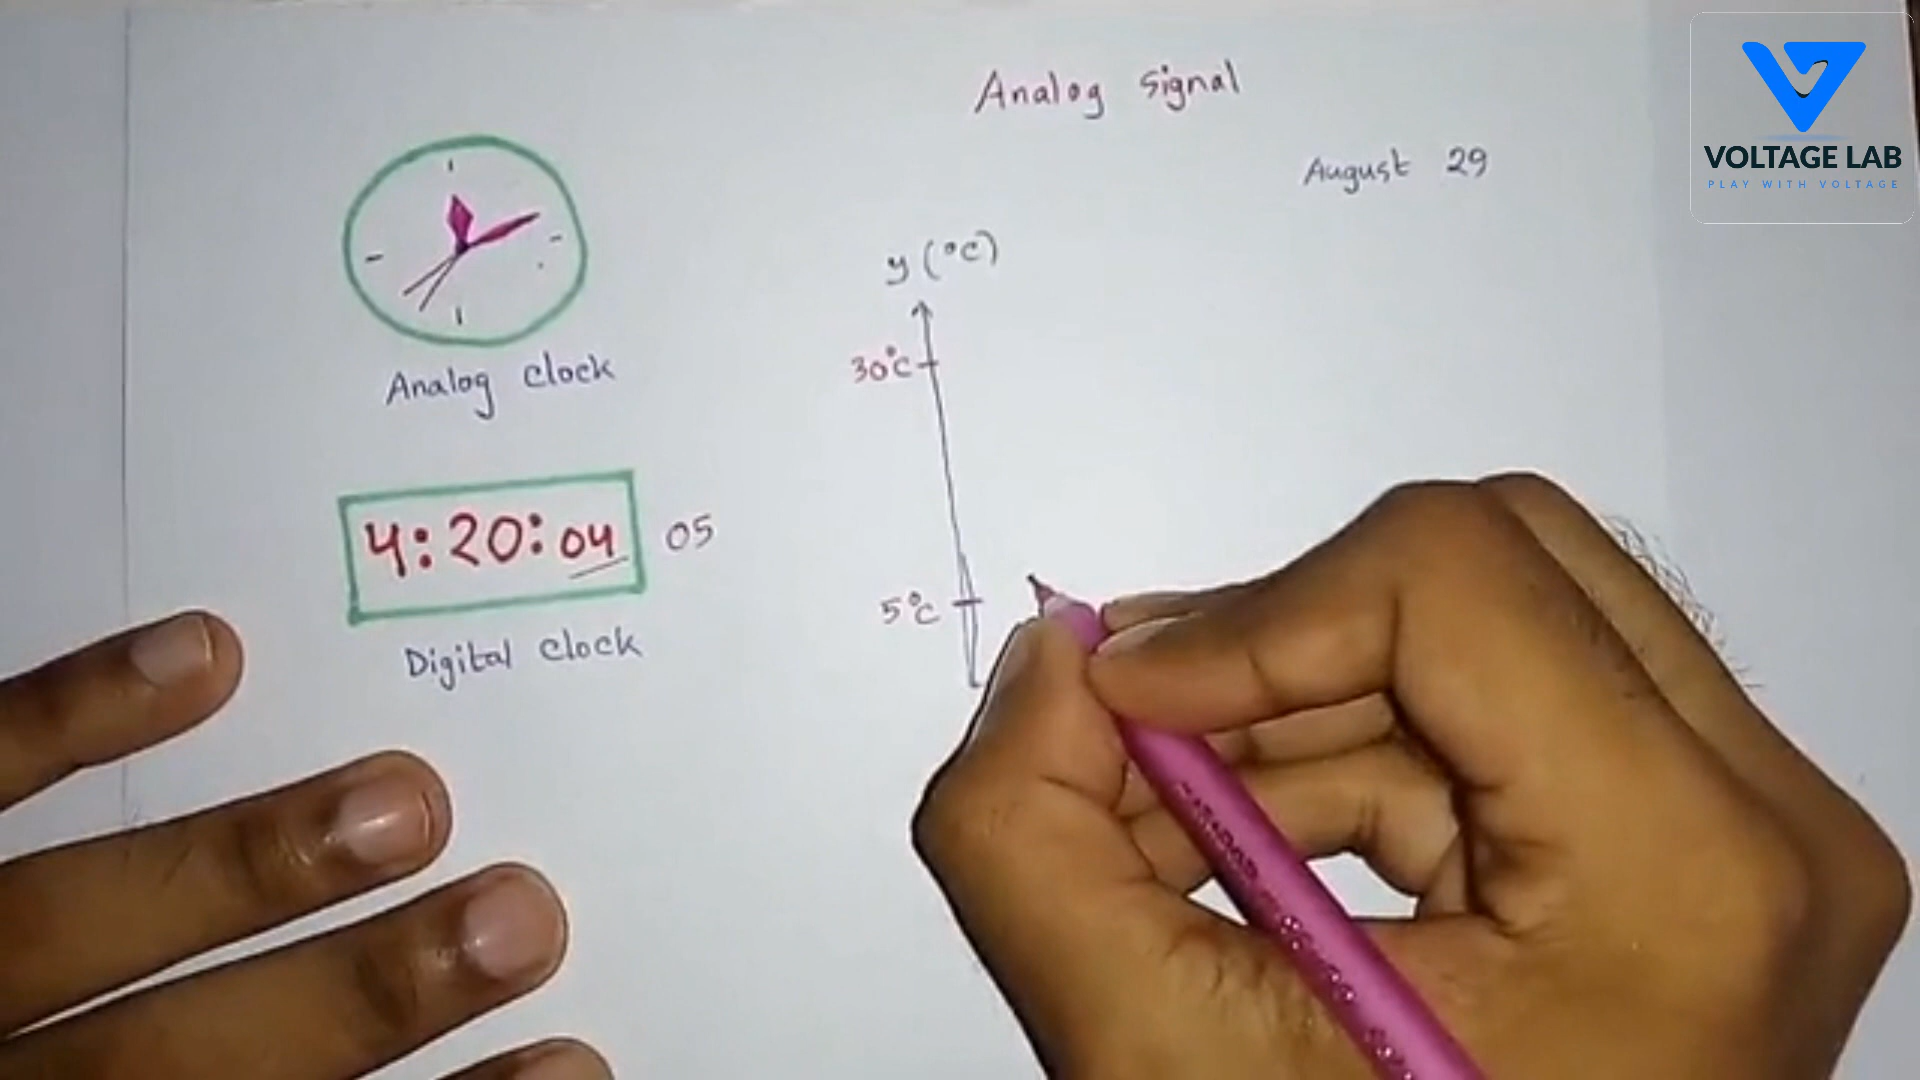 Analog Signal
August 29
Analog Clock
4:20:04 05
Digital Clock
y (°C)
30°C
5°C
VOLTAGE LAB
PLAY WITH VOLTAGE